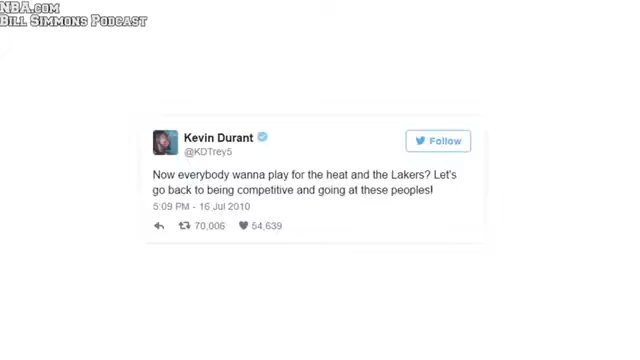 NBA.com
Bill Simmons Podcast
Kevin Durant
@KDTrey5
Follow
Now everybody wanna play for the heat and the Lakers? Let's
go back to being competitive and going at these peoples!
5:09 PM - 16 Jul 2010
70,006 54,639